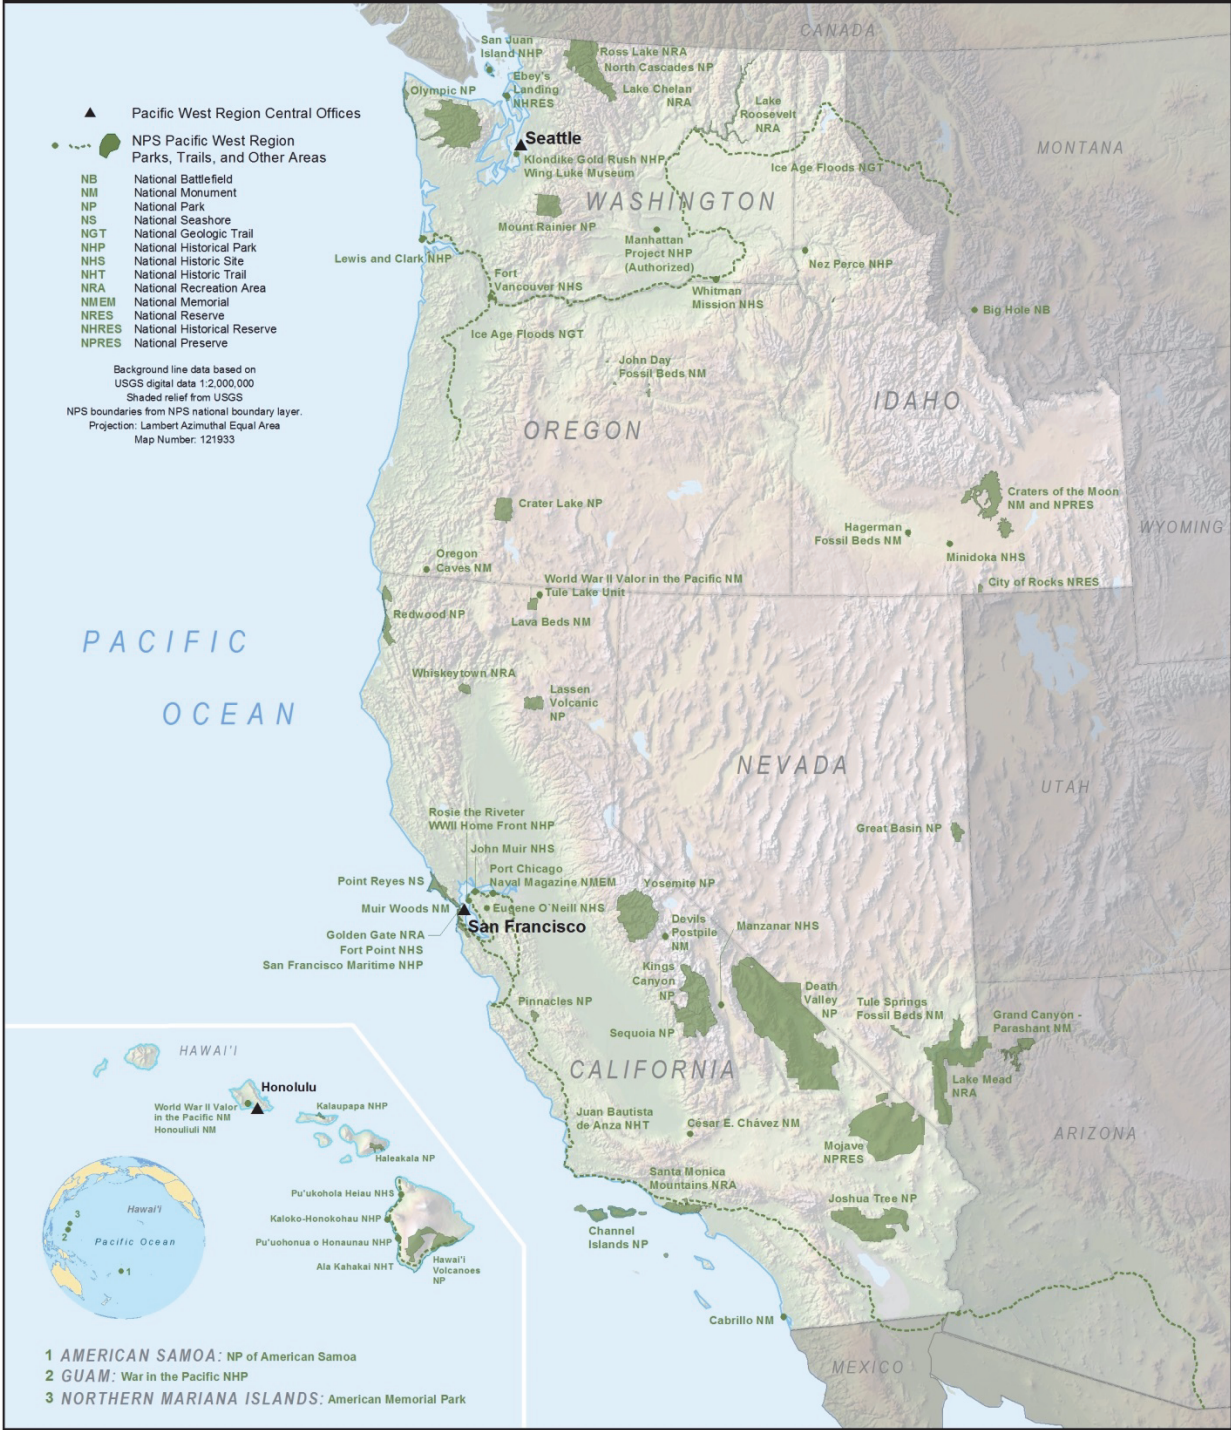 CANADA
San Juan
Island NHP
Ross Lake NRA
North Cascades NP
Ebey's
Landing
NHRES
Lake Chelan
NRA
Olympic NP
Lake
Roosevelt
NRA
Pacific West Region Central Offices
NPS Pacific West Region
Parks, Trails, and Other Areas
Seattle
MONTANA
Klondike Gold Rush NHP
Wing Luke Museum
Ice Age Floods NGT
NB National Battlefield
NM National Monument
NP National Park
NS National Seashore
NGT National Geologic Trail
NHP National Historical Park
NHS National Historic Site
NHT National Historic Trail
NRA National Recreation Area
NMEM National Memorial
NRES National Reserve
NHRES National Historical Reserve
NPRES National Preserve
WASHINGTON
Mount Rainier NP
Manhattan
Project NHP
(Authorized)
Lewis and Clark NHP
Nez Perce NHP
Fort
Vancouver NHS
Whitman
Mission NHS
Big Hole NB
Ice Age Floods NGT
Background line data based on
USGS digital data 1:2,000,000
Shaded relief from USGS
NPS boundaries from NPS national boundary layer.
Projection: Lambert Azimuthal Equal Area
Map Number: 121933
John Day
Fossil Beds NM
IDAHO
OREGON
Crater Lake NP
Craters of the Moon
NM and NPRES
Hagerman
Fossil Beds NM
WYOMING
Minidoka NHS
Oregon
Caves NM
World War II Valor in the Pacific NM
Tule Lake Unit
City of Rocks NRES
Redwood NP
Lava Beds NM
PACIFIC
OCEAN
Whiskeytown NRA
Lassen
Volcanic
NP
NEVADA
UTAH
Rosie the Riveter
WWII Home Front NHP
Great Basin NP
John Muir NHS
Port Chicago
Naval Magazine NMEM
Point Reyes NS
Yosemite NP
Muir Woods NM
Eugene O'Neill NHS
San Francisco
Devils
Postpile
NM
Manzanar NHS
Golden Gate NRA
Fort Point NHS
San Francisco Maritime NHP
Kings
Canyon
NP
Death
Valley
NP
Tule Springs
Fossil Beds NM
Pinnacles NP
Grand Canyon -
Parashant NM
Sequoia NP
CALIFORNIA
Lake Mead
NRA
HAWAI'I
Honolulu
World War II Valor
in the Pacific NM
Honouliuli NM
Kalaupapa NHP
Haleakala NP
Juan Bautista
de Anza NHT
César E. Chávez NM
ARIZONA
Mojave
NPRES
Santa Monica
Mountains NRA
Joshua Tree NP
Pu'ukohola Heiau NHS
Kaloko-Honokohau NHP
Pu'uohonua o Honaunau NHP
Ala Kahakai NHT
Hawai'i
Volcanoes
NP
Channel
Islands NP
Hawai'i
3
2
Pacific Ocean
1
Cabrillo NM
MEXICO
1 AMERICAN SAMOA: NP of American Samoa
2 GUAM: War in the Pacific NHP
3 NORTHERN MARIANA ISLANDS: American Memorial Park